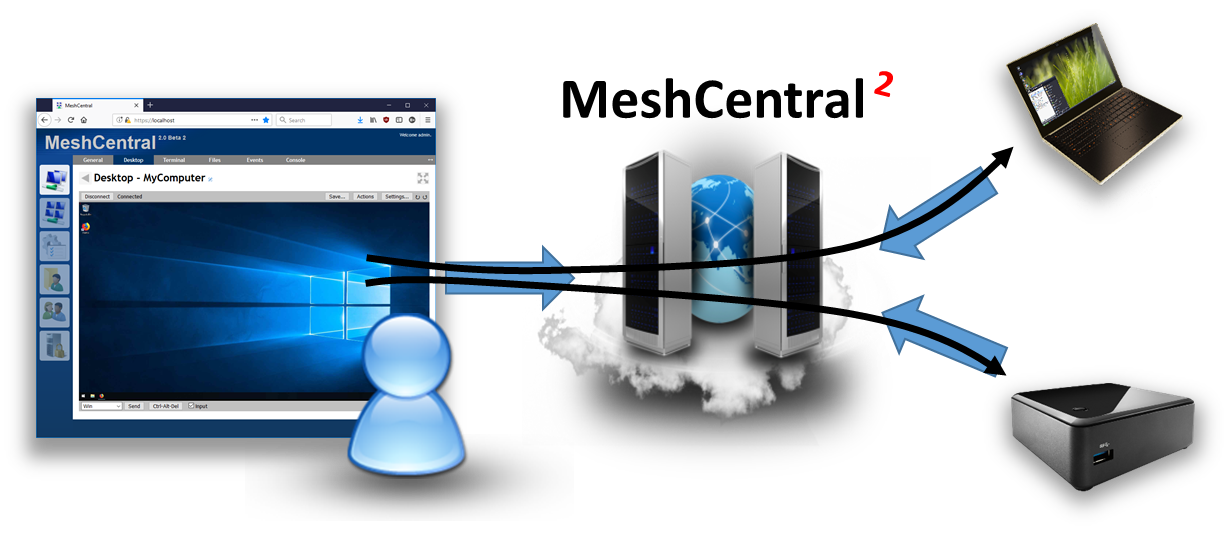 MeshCentral 2
MeshCentral
https://localhost
Search
MeshCentral 2.0 Beta 2
Welcome admin.
General Desktop Terminal Files Events Console
Desktop - MyComputer
Disconnect Connected Save... Actions Settings...
Win Send Ctrl-Alt-Del Input